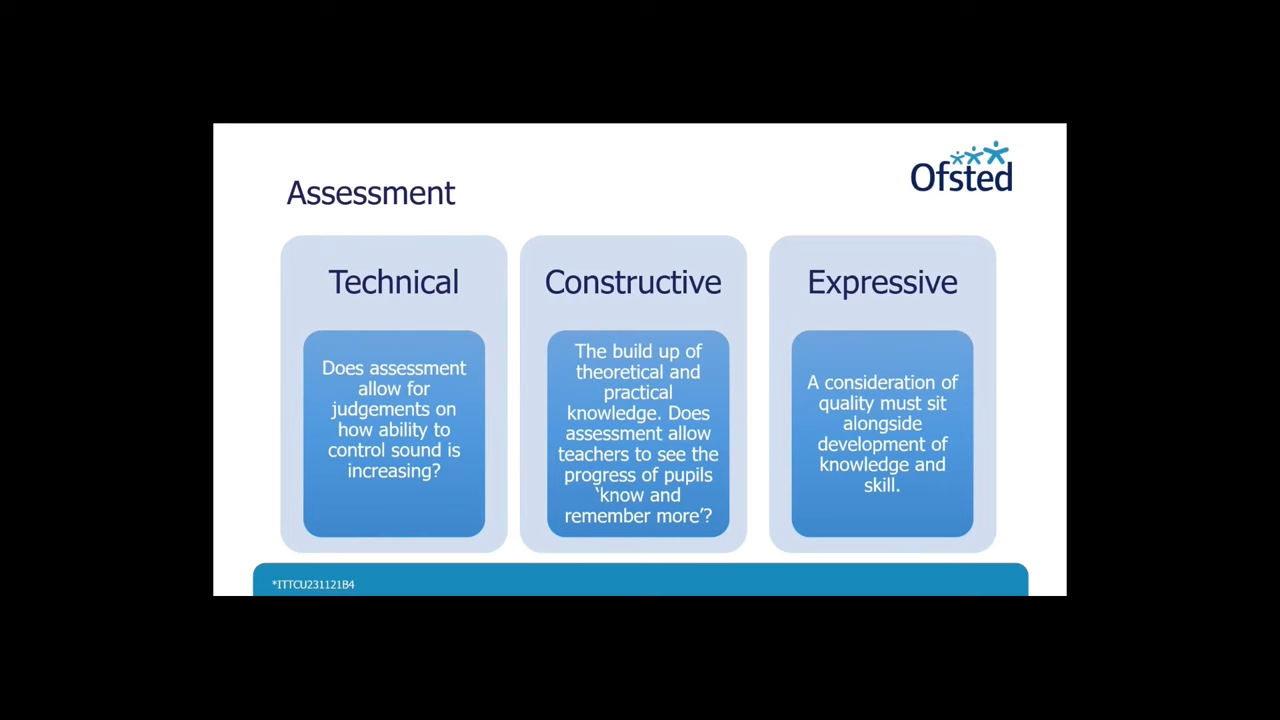 Ofsted
Assessment
Technical
Does assessment
allow for
judgements on
how ability to
control sound is
increasing?
Constructive
The build up of
theoretical and
practical
knowledge. Does
assessment allow
teachers to see the
progress of pupils
‘know and
remember more’?
Expressive
A consideration of
quality must sit
alongside
development of
knowledge and
skill.
*ITTCU231121B4